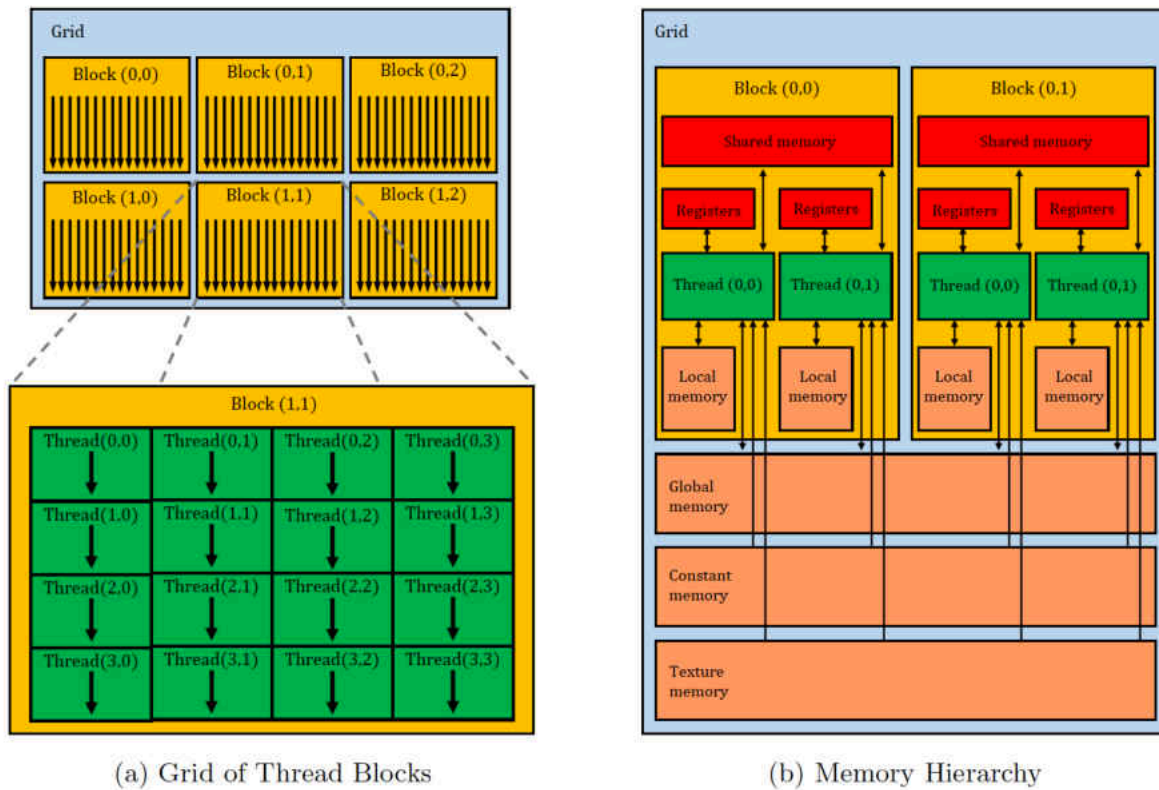 Grid
Block (0,0)
Block (0,1)
Block (0,2)
Block (1,0)
Block (1,1)
Block (1,2)
Block (1,1)
Thread(0,0)
Thread(0,1)
Thread(0,2)
Thread(0,3)
Thread(1,0)
Thread(1,1)
Thread(1,2)
Thread(1,3)
Thread(2,0)
Thread(2,1)
Thread(2,2)
Thread(2,3)
Thread(3,0)
Thread(3,1)
Thread(3,2)
Thread(3,3)
(a) Grid of Thread Blocks
Grid
Block (0,0)
Shared memory
Registers
Registers
Thread (0,0)
Thread (0,1)
Local
memory
Local
memory
Block (0,1)
Shared memory
Registers
Registers
Thread (0,0)
Thread (0,1)
Local
memory
Local
memory
Global
memory
Constant
memory
Texture
memory
(b) Memory Hierarchy